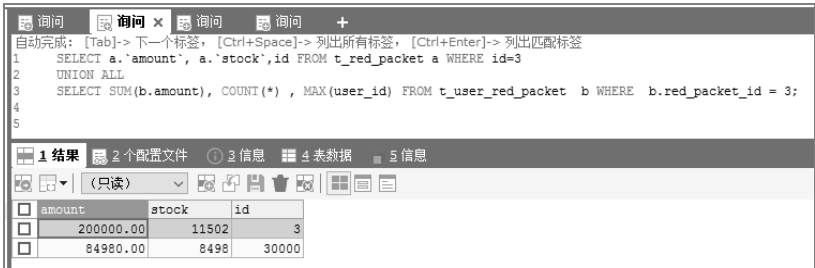 询问 询问 × 询问 询问 +
自动完成: [Tab]-> 下一个标签, [Ctrl+Space]-> 列出所有标签, [Ctrl+Enter]-> 列出匹配标签
1 SELECT a.`amount`, a.`stock`,id FROM t_red_packet a WHERE id=3
2 UNION ALL
3 SELECT SUM(b.amount), COUNT(*) , MAX(user_id) FROM t_user_red_packet b WHERE b.red_packet_id = 3;
4
5
1 结果 2 个配置文件 3 信息 4 表数据 5 信息
(只读)
amount stock id
200000.00 11502 3
84980.00 8498 30000